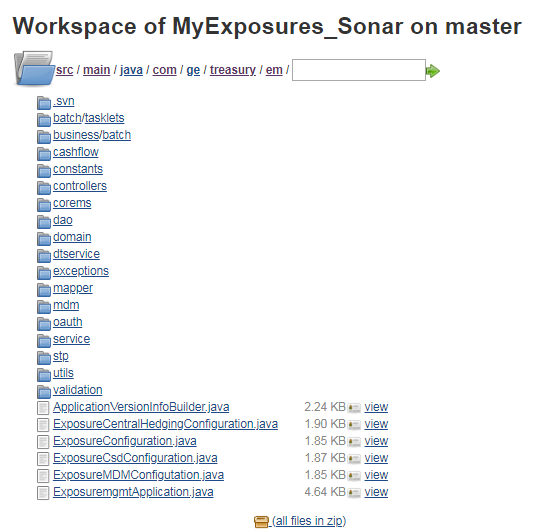 Workspace of MyExposures_Sonar on master
src / main / java / com / ge / treasury / em /
.svn
batch/tasklets
business/batch
cashflow
constants
controllers
corems
dao
domain
dtservice
exceptions
mapper
mdm
oauth
service
stp
utils
validation
ApplicationVersionInfoBuilder.java 2.24 KB view
ExposureCentralHedgingConfiguration.java 1.90 KB view
ExposureConfiguration.java 1.85 KB view
ExposureCsdConfiguration.java 1.87 KB view
ExposureMDMConfigutation.java 1.85 KB view
ExposuremgmtApplication.java 4.64 KB view
(all files in zip)